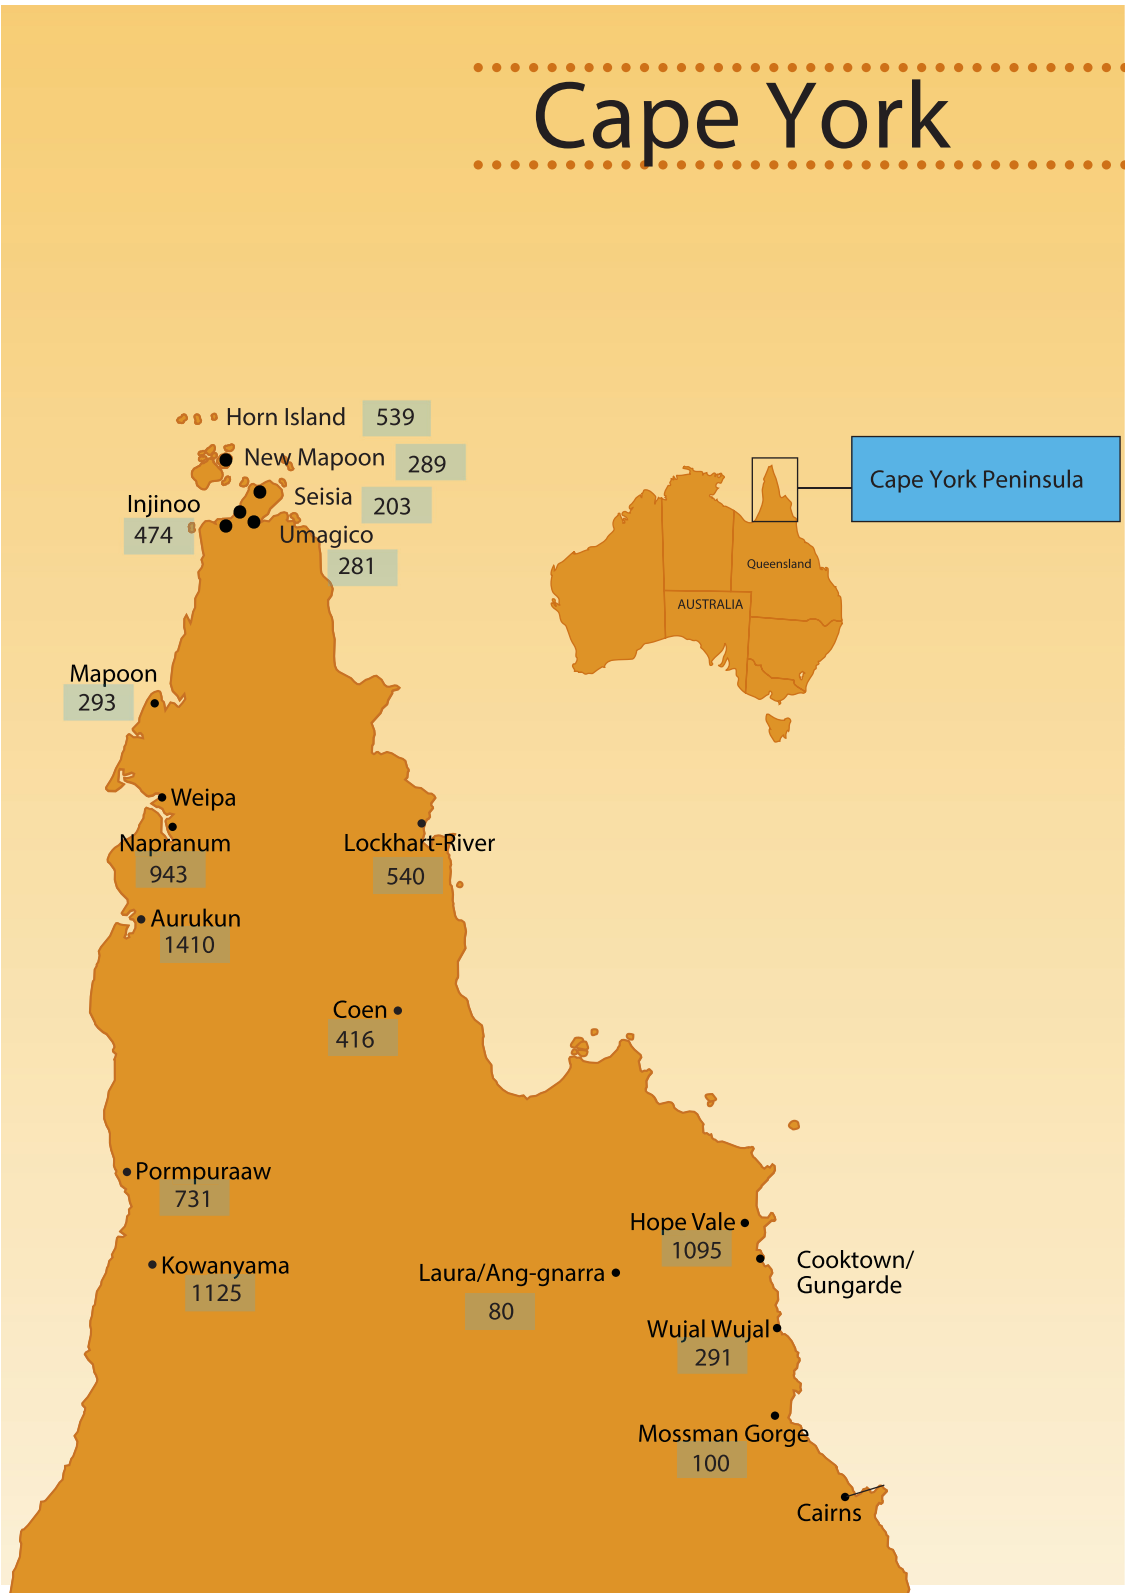 Cape York
Horn Island 539
New Mapoon 289
Seisia 203
Injinoo
474
Umagico
281
Cape York Peninsula
Queensland
AUSTRALIA
Mapoon
293
Weipa
Napranum
943
Lockhart-River
540
Aurukun
1410
Coen
416
Pormpuraaw
731
Kowanyama
1125
Hope Vale
1095
Laura/Ang-gnarra
80
Cooktown/
Gungarde
Wujal Wujal
291
Mossman Gorge
100
Cairns